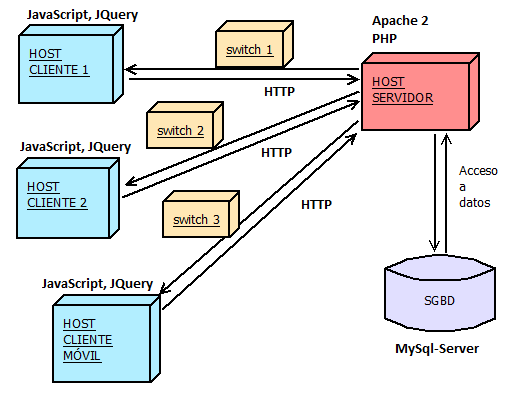 JavaScript, JQuery
HOST
CLIENTE 1
switch 1
Apache 2
PHP
HOST
SERVIDOR
HTTP
JavaScript, JQuery
HOST
CLIENTE 2
switch 2
HTTP
switch 3
HTTP
Acceso
a
datos
JavaScript, JQuery
HOST
CLIENTE
MÓVIL
SGBD
MySql-Server